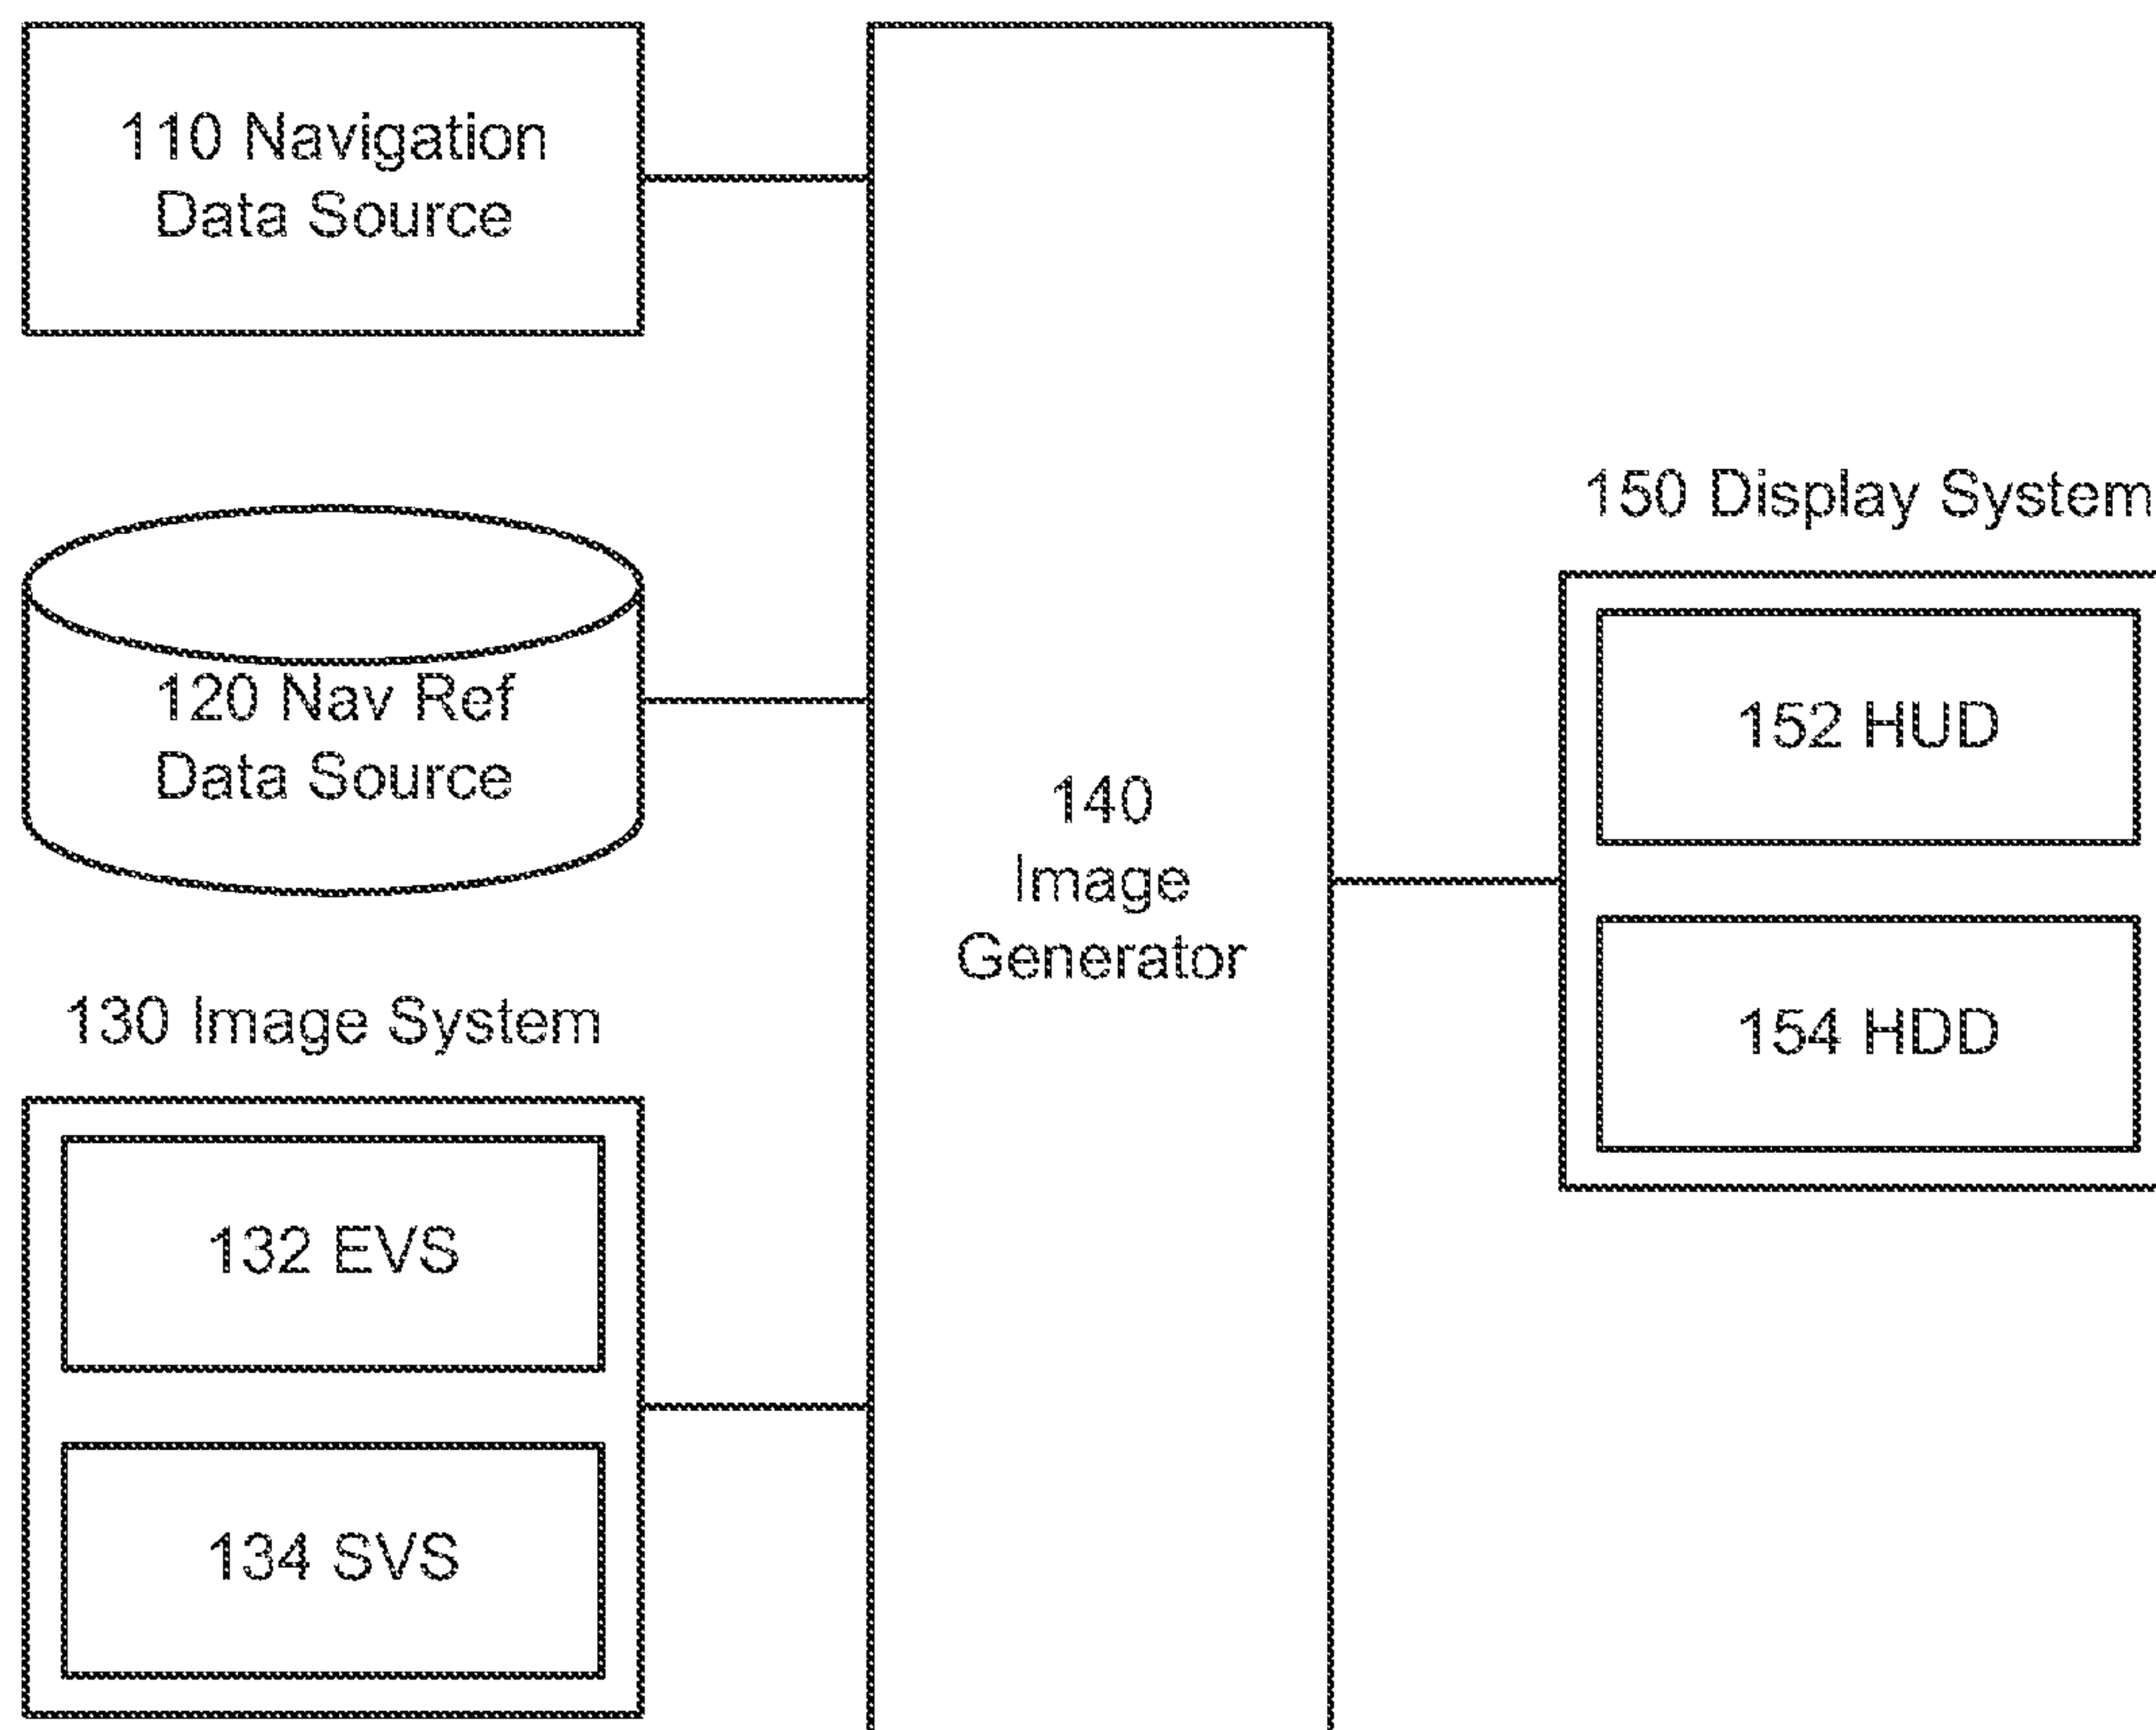 110 Navigation
Data Source
120 Nav Ref
Data Source
130 Image System
132 EVS
134 SVS
140
Image
Generator
150 Display System
152 HUD
154 HDD